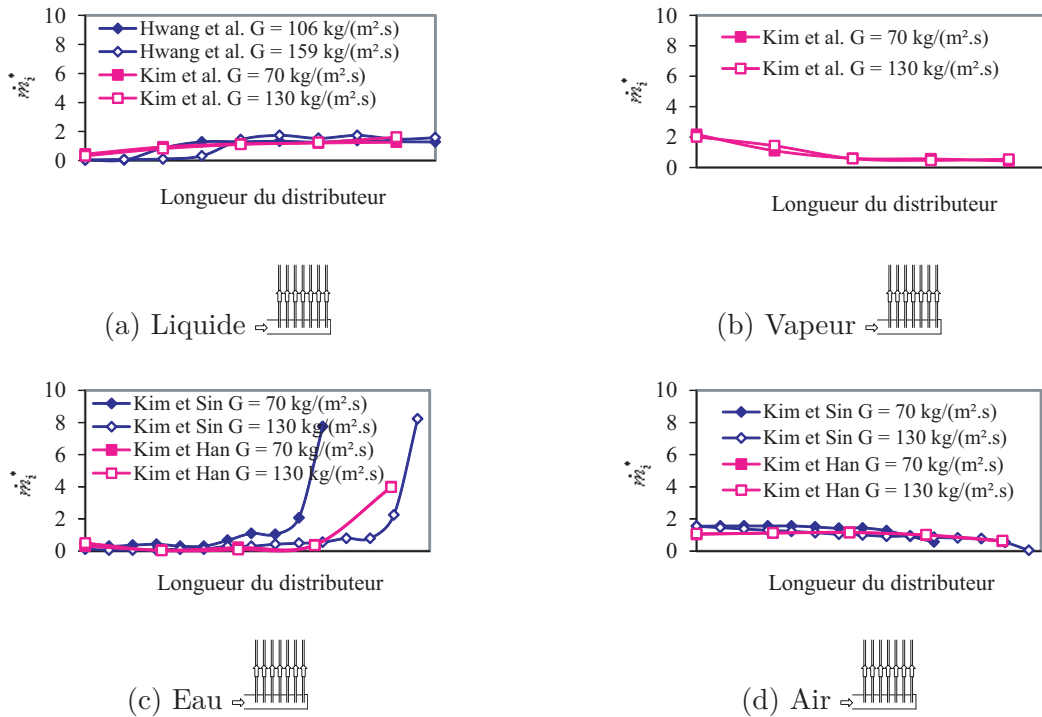 10
8
6
4
2
0
ṁᵢ*
Hwang et al. G = 106 kg/(m².s)
Hwang et al. G = 159 kg/(m².s)
Kim et al. G = 70 kg/(m².s)
Kim et al. G = 130 kg/(m².s)
Longueur du distributeur
(a) Liquide ⇨
10
8
6
4
2
0
ṁᵢ*
Kim et al. G = 70 kg/(m².s)
Kim et al. G = 130 kg/(m².s)
Longueur du distributeur
(b) Vapeur ⇨
10
8
6
4
2
0
ṁᵢ*
Kim et Sin G = 70 kg/(m².s)
Kim et Sin G = 130 kg/(m².s)
Kim et Han G = 70 kg/(m².s)
Kim et Han G = 130 kg/(m².s)
Longueur du distributeur
(c) Eau ⇨
10
8
6
4
2
0
ṁᵢ*
Kim et Sin G = 70 kg/(m².s)
Kim et Sin G = 130 kg/(m².s)
Kim et Han G = 70 kg/(m².s)
Kim et Han G = 130 kg/(m².s)
Longueur du distributeur
(d) Air ⇨